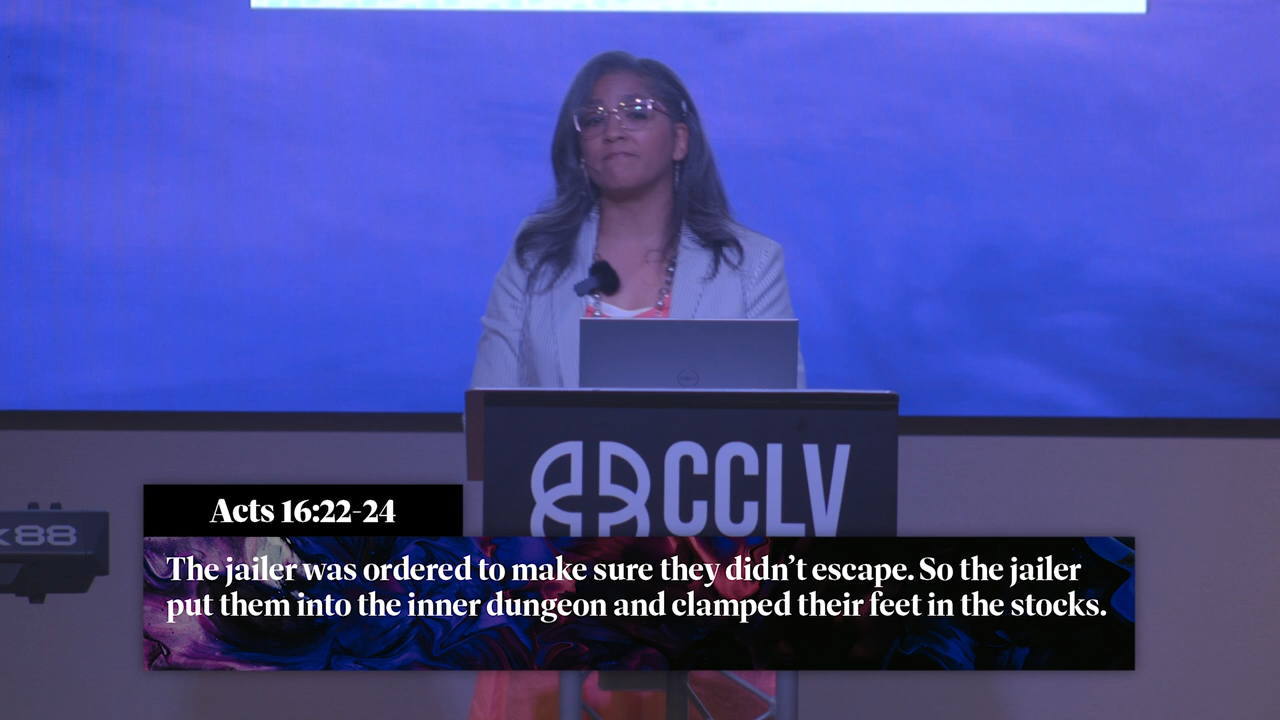 CCLV
Acts 16:22-24
k88
The jailer was ordered to make sure they didn’t escape. So the jailer
put them into the inner dungeon and clamped their feet in the stocks.